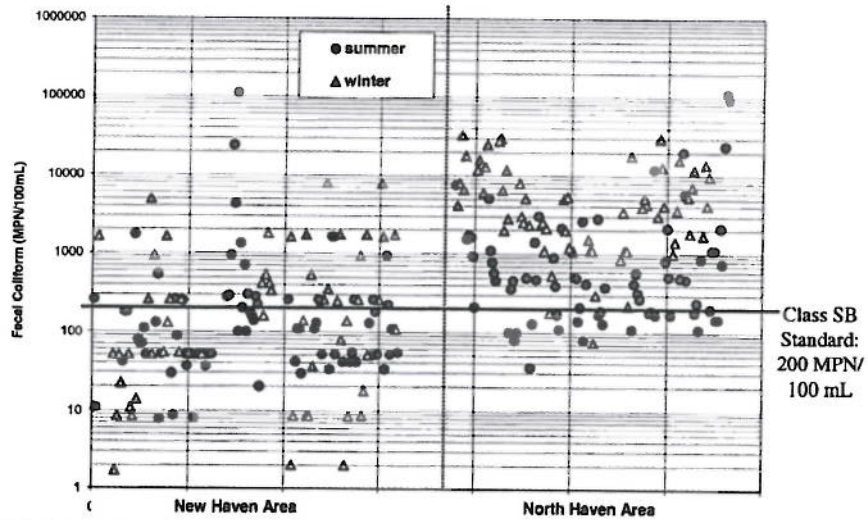 1000000
summer
winter
100000
10000
1000
100
10
1
Fecal Coliform (MPN/100mL)
Class SB
Standard:
200 MPN/
100 mL
New Haven Area
North Haven Area